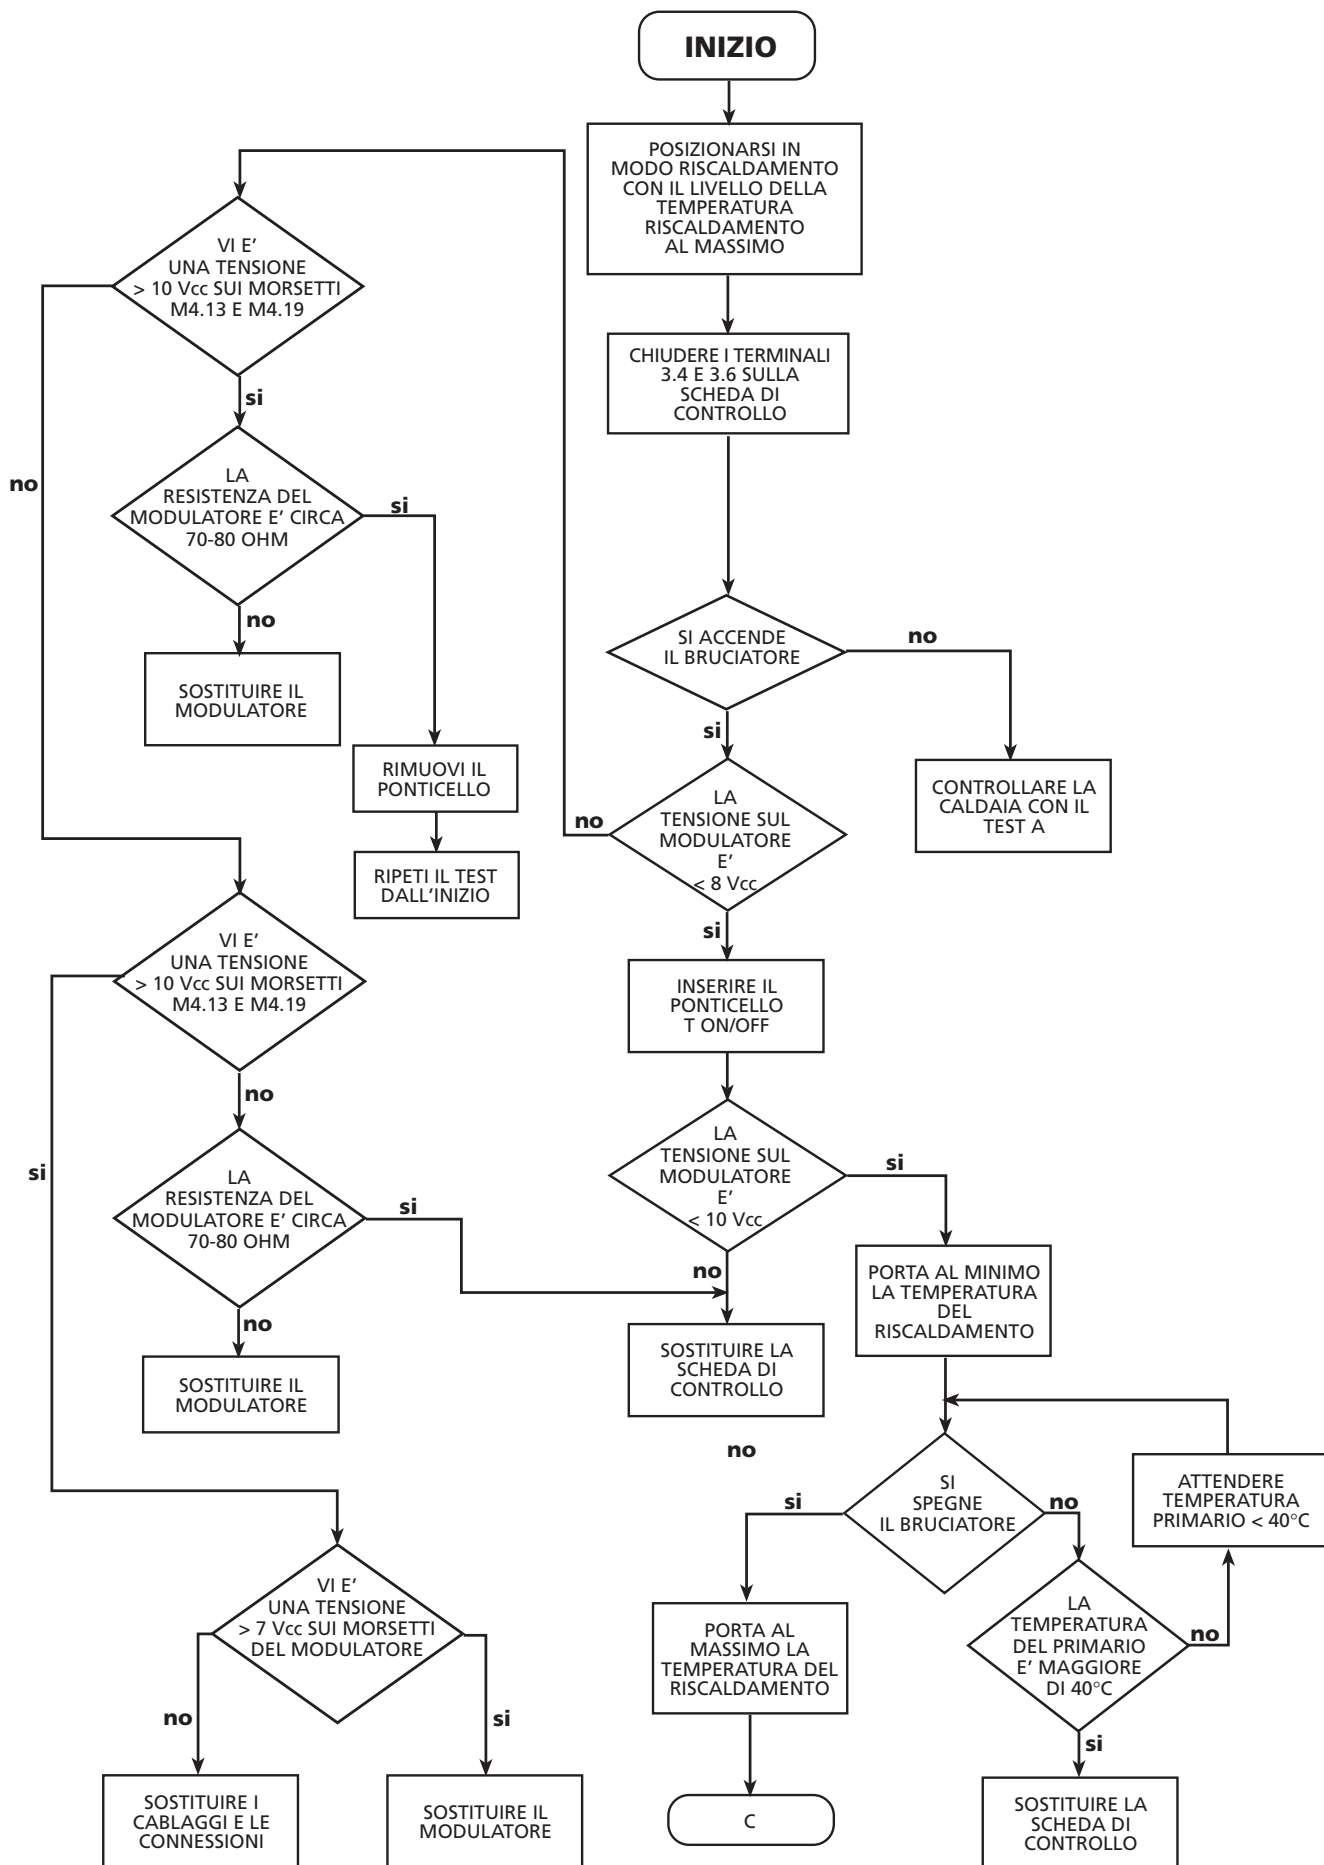 INIZIO
POSIZIONARSI IN
MODO RISCALDAMENTO
CON IL LIVELLO DELLA
TEMPERATURA
RISCALDAMENTO
AL MASSIMO
CHIUDERE I TERMINALI
3.4 E 3.6 SULLA
SCHEDA DI
CONTROLLO
SI ACCENDE
IL BRUCIATORE
no
CONTROLLARE LA
CALDAIA CON IL
TEST A
si
LA
TENSIONE SUL
MODULATORE
E'
< 8 Vcc
no
si
INSERIRE IL
PONTICELLO
T ON/OFF
LA
TENSIONE SUL
MODULATORE
E'
< 10 Vcc
si
no
SOSTITUIRE LA
SCHEDA DI
CONTROLLO
no
PORTA AL MINIMO
LA TEMPERATURA
DEL
RISCALDAMENTO
SI
SPEGNE
IL BRUCIATORE
si
no
ATTENDERE
TEMPERATURA
PRIMARIO < 40°C
LA
TEMPERATURA
DEL PRIMARIO
E' MAGGIORE
DI 40°C
no
si
SOSTITUIRE LA
SCHEDA DI
CONTROLLO
PORTA AL
MASSIMO LA
TEMPERATURA DEL
RISCALDAMENTO
C
VI E'
UNA TENSIONE
> 10 Vcc SUI MORSETTI
M4.13 E M4.19
si
no
LA
RESISTENZA DEL
MODULATORE E' CIRCA
70-80 OHM
si
no
SOSTITUIRE IL
MODULATORE
RIMUOVI IL
PONTICELLO
RIPETI IL TEST
DALL'INIZIO
VI E'
UNA TENSIONE
> 10 Vcc SUI MORSETTI
M4.13 E M4.19
no
si
LA
RESISTENZA DEL
MODULATORE E' CIRCA
70-80 OHM
si
no
SOSTITUIRE IL
MODULATORE
VI E'
UNA TENSIONE
> 7 Vcc SUI MORSETTI
DEL MODULATORE
no
si
SOSTITUIRE I
CABLAGGI E LE
CONNESSIONI
SOSTITUIRE IL
MODULATORE